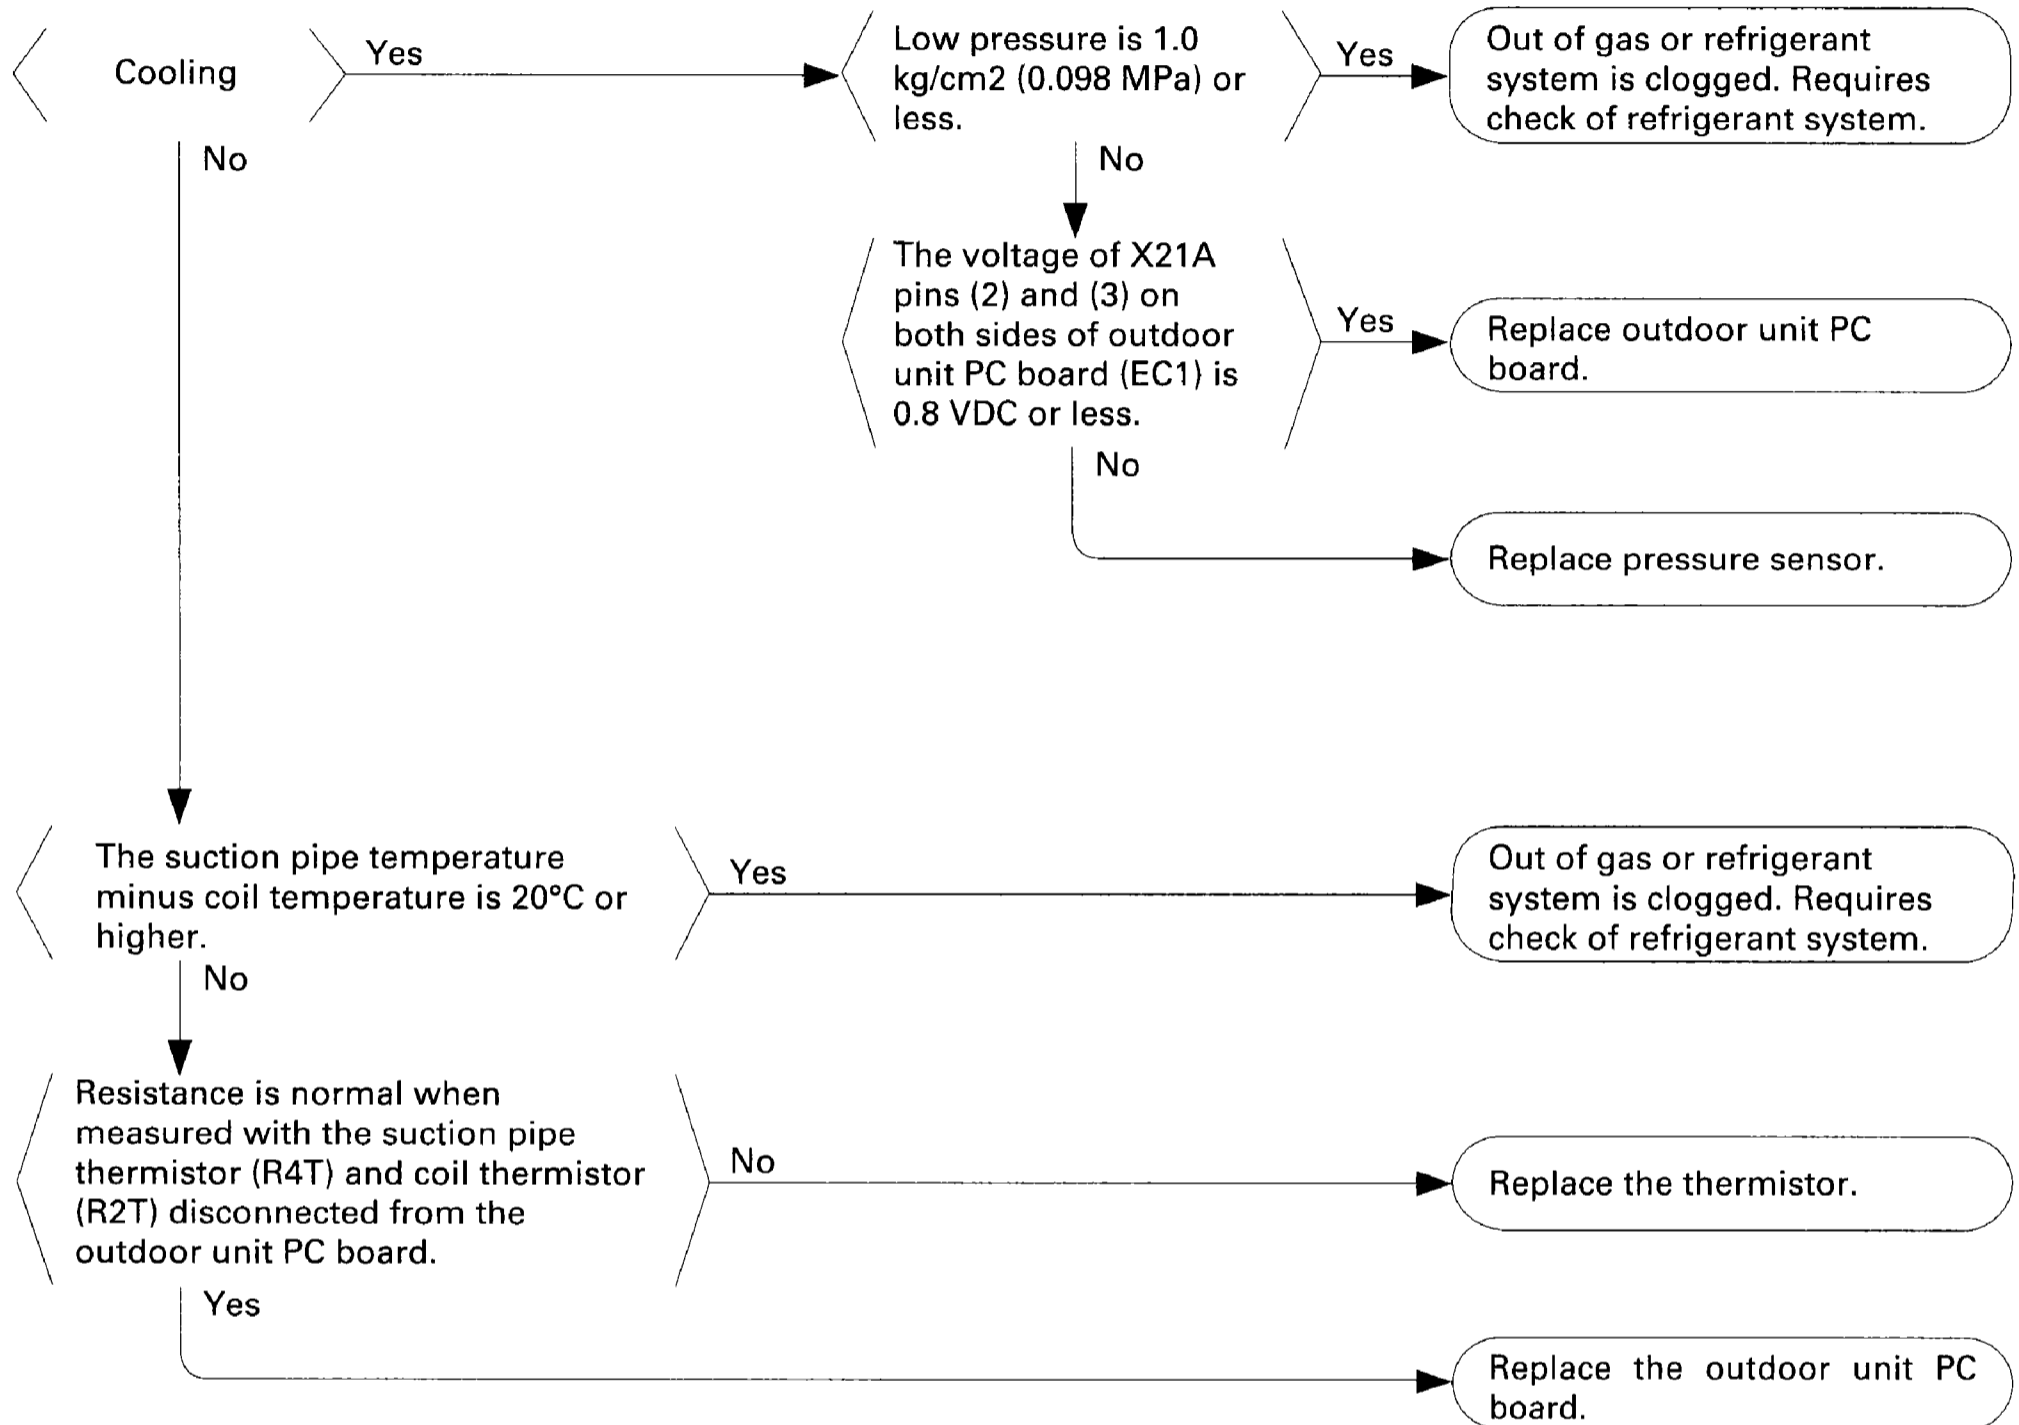 Cooling
Yes
Low pressure is 1.0
kg/cm2 (0.098 MPa) or
less.
Yes
Out of gas or refrigerant
system is clogged. Requires
check of refrigerant system.
No
No
The voltage of X21A
pins (2) and (3) on
both sides of outdoor
unit PC board (EC1) is
0.8 VDC or less.
Yes
Replace outdoor unit PC
board.
No
Replace pressure sensor.
The suction pipe temperature
minus coil temperature is 20°C or
higher.
Yes
Out of gas or refrigerant
system is clogged. Requires
check of refrigerant system.
No
Resistance is normal when
measured with the suction pipe
thermistor (R4T) and coil thermistor
(R2T) disconnected from the
outdoor unit PC board.
No
Replace the thermistor.
Yes
Replace the outdoor unit PC
board.